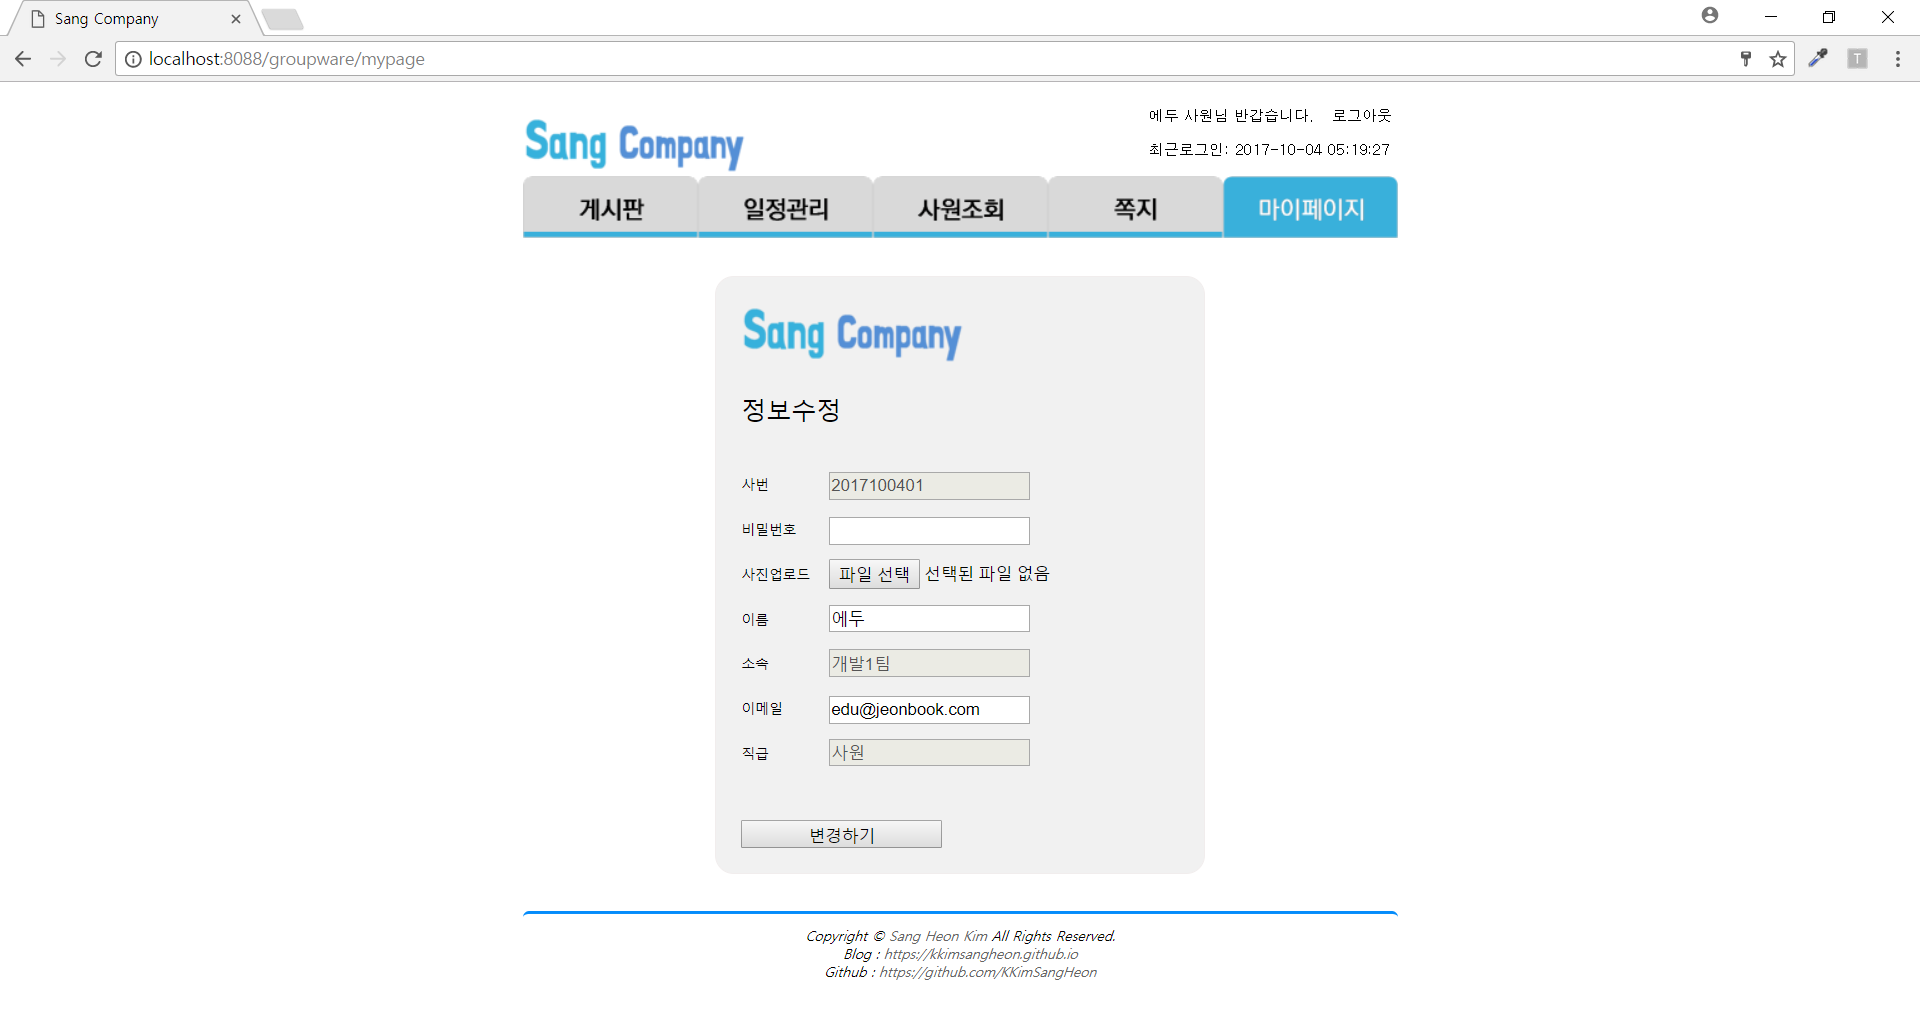 Sang Company
localhost:8088/groupware/mypage
에두 사원님 반갑습니다. 로그아웃
Sang Company
최근로그인: 2017-10-04 05:19:27
게시판 일정관리 사원조회 쪽지 마이페이지
Sang Company
정보수정
사번 2017100401
비밀번호
사진업로드 파일 선택 선택된 파일 없음
이름 에두
소속 개발1팀
이메일 edu@jeonbook.com
직급 사원
변경하기
Copyright © Sang Heon Kim All Rights Reserved.
Blog : https://kkimsangheon.github.io
Github : https://github.com/KKimSangHeon